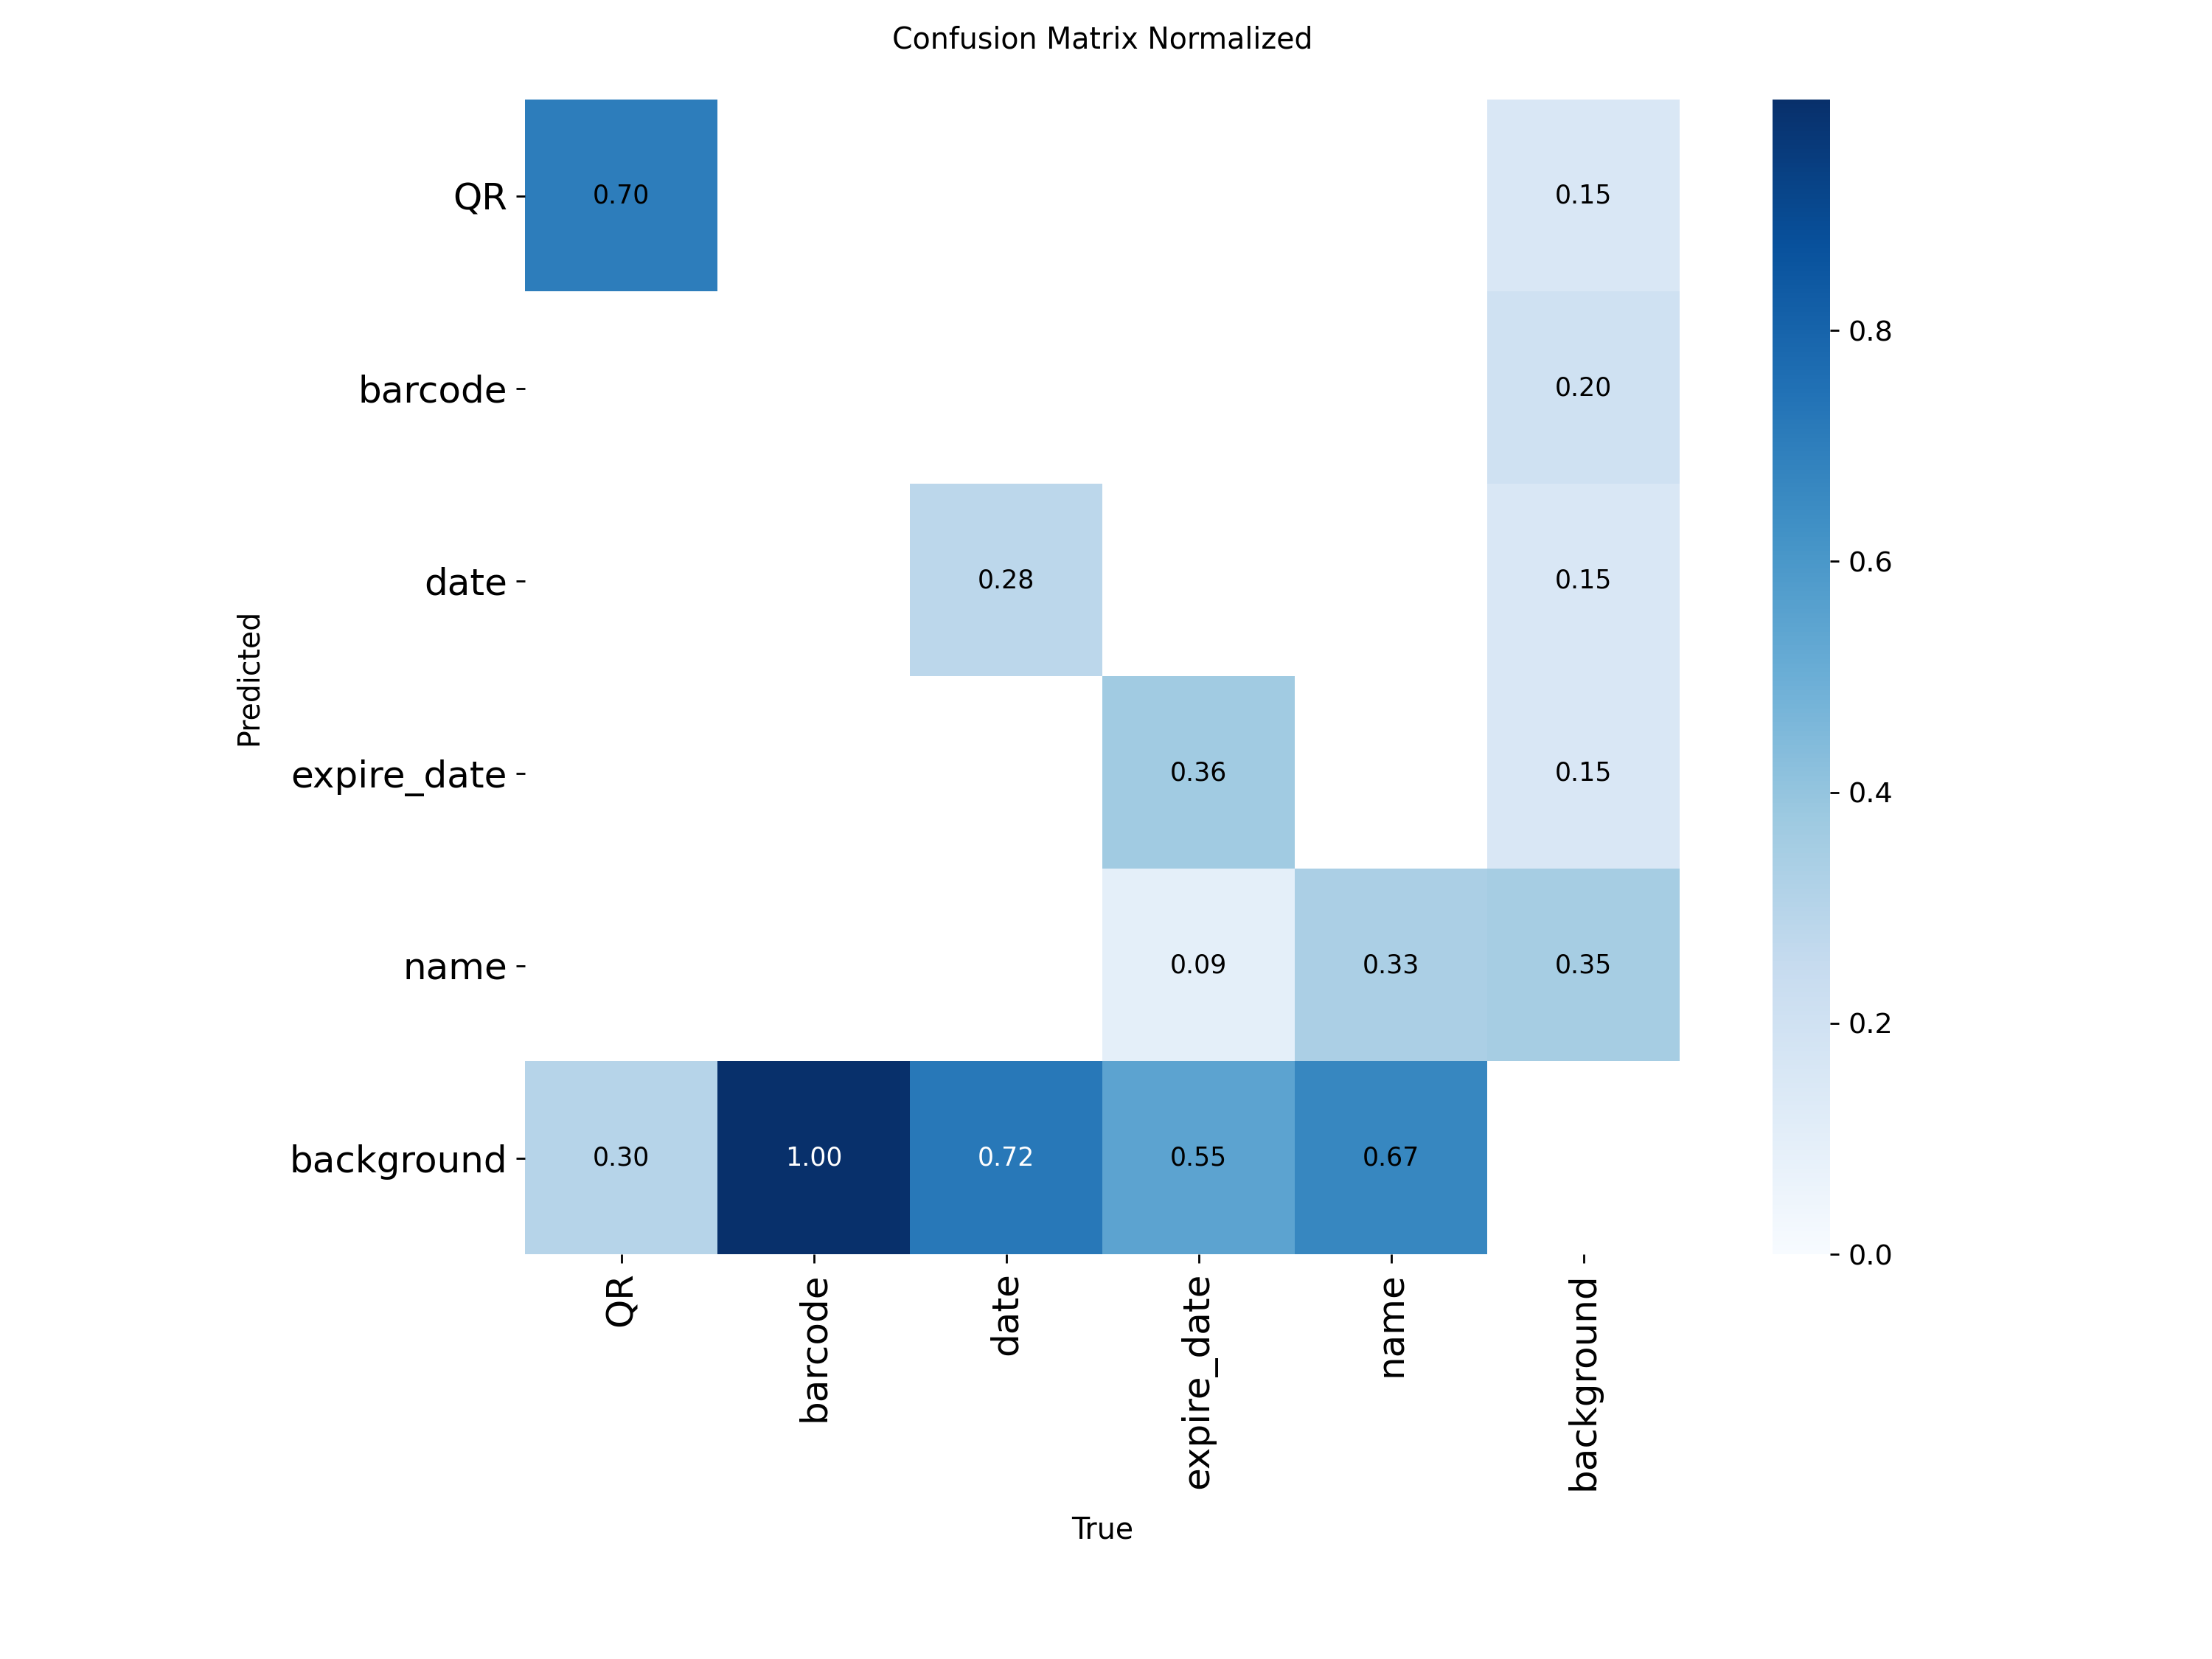 Confusion Matrix Normalized
QR
0.70
0.15
barcode
0.20
0.8
date
0.28
0.15
0.6
Predicted
expire_date
0.36
0.15
0.4
name
0.09
0.33
0.35
0.2
background
0.30
1.00
0.72
0.55
0.67
0.0
QR
barcode
date
expire_date
name
background
True